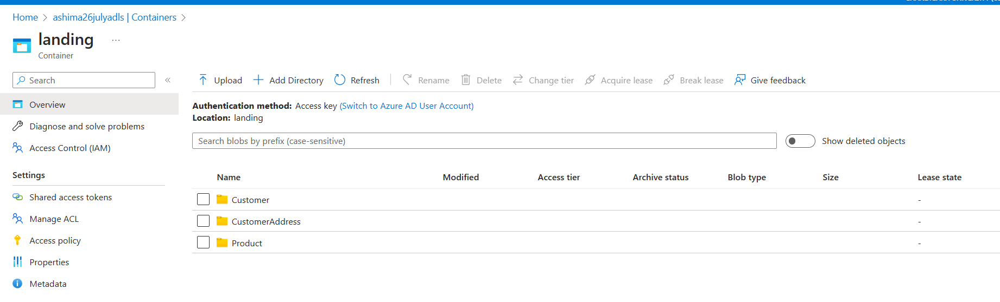 Home > ashima26julyadls | Containers >
landing ...
Container
Search «
Upload Add Directory Refresh Rename Delete Change tier Acquire lease Break lease Give feedback
Overview
Diagnose and solve problems
Access Control (IAM)
Settings
Shared access tokens
Manage ACL
Access policy
Properties
Metadata
Authentication method: Access key (Switch to Azure AD User Account)
Location: landing
Search blobs by prefix (case-sensitive) Show deleted objects
Name Modified Access tier Archive status Blob type Size Lease state
Customer -
CustomerAddress -
Product -